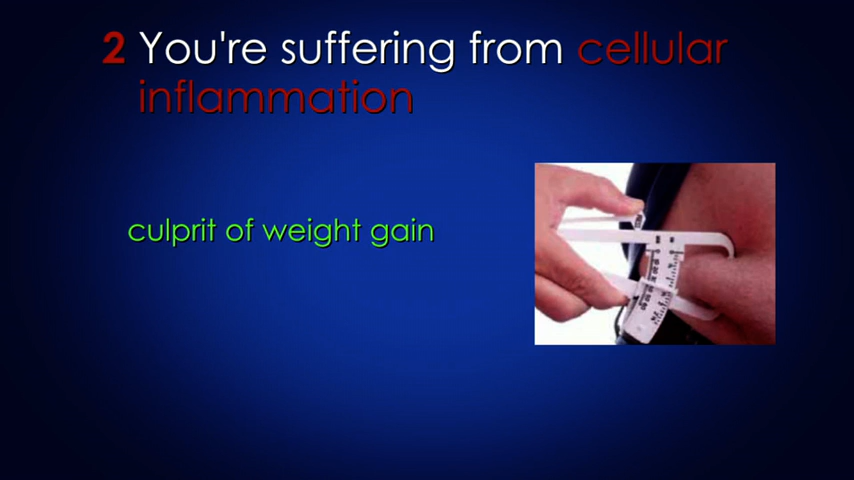 2 You're suffering from cellular
inflammation
culprit of weight gain